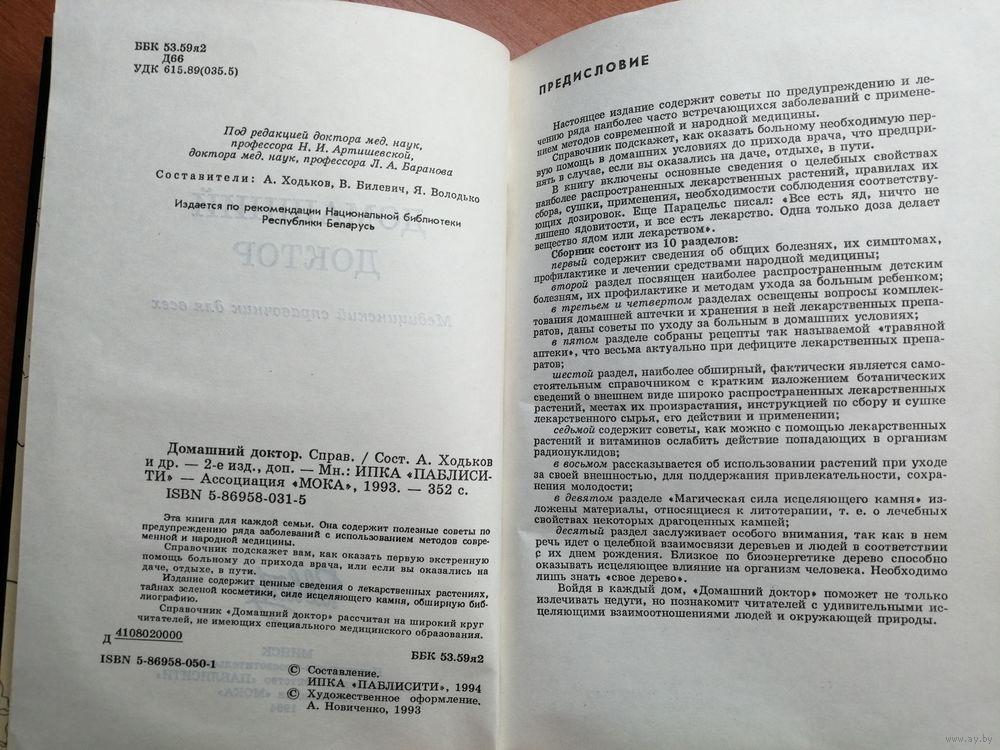 ББК 53.59я2
Д66
УДК 615.89(035.5)
Под редакцией доктора мед. наук,
профессора Н. И. Артишевской,
доктора мед. наук, профессора Л. А. Баранова
Составители: А. Ходьков, В. Билевич, Я. Володько
Издается по рекомендации Национальной библиотеки
Республики Беларусь
ДОМАШНИЙ
ДОКТОР
Медицинский справочник для всех
Домашний доктор. Справ. / Сост. А. Ходьков
и др. — 2-е изд., доп. — Мн.: ИПКА «ПАБЛИСИ-
ТИ» — Ассоциация «МОКА», 1993. — 352 с.
ISBN 5-86958-031-5
Эта книга для каждой семьи. Она содержит полезные советы по
предупреждению ряда заболеваний с использованием методов совре-
менной и народной медицины.
Справочник подскажет вам, как оказать первую экстренную
помощь больному до прихода врача, или если вы оказались на
даче, отдыхе, в пути.
Издание содержит ценные сведения о лекарственных растениях,
тайнах зеленой косметики, силе исцеляющего камня, обширную биб-
лиографию.
Справочник «Домашний доктор» рассчитан на широкий круг
читателей, не имеющих специального медицинского образования.
Д 4108020000
ББК 53.59я2
ISBN 5-86958-050-1
© Составление.
ИПКА «ПАБЛИСИТИ», 1994
© Художественное оформление.
А. Новиченко, 1993
МИНСК
«ПАБЛИСИТИ»
«МОКА»
1994
ПРЕДИСЛОВИЕ
Настоящее издание содержит советы по предупреждению и ле-
чению ряда наиболее часто встречающихся заболеваний с примене-
нием методов современной и народной медицины.
Справочник подскажет, как оказать больному необходимую пер-
вую помощь в домашних условиях до прихода врача, что предпри-
нять в случае, если вы оказались на даче, отдыхе, в пути.
В книгу включены основные сведения о целебных свойствах
наиболее распространенных лекарственных растений, правилах их
сбора, сушки, применения, необходимости соблюдения соответству-
ющих дозировок. Еще Парацельс писал: «Все есть яд, ничто не
лишено ядовитости, и все есть лекарство. Одна только доза делает
вещество ядом или лекарством».
Сборник состоит из 10 разделов:
первый содержит сведения об общих болезнях, их симптомах,
профилактике и лечении средствами народной медицины;
второй раздел посвящен наиболее распространенным детским
болезням, их профилактике и методам ухода за больным ребенком;
в третьем и четвертом разделах освещены вопросы комплек-
тования домашней аптечки и хранения в ней лекарственных препа-
ратов, даны советы по уходу за больным в домашних условиях;
в пятом разделе собраны рецепты так называемой «травяной
аптеки», что весьма актуально при дефиците лекарственных препа-
ратов;
шестой раздел, наиболее обширный, фактически является само-
стоятельным справочником с кратким изложением ботанических
сведений о внешнем виде широко распространенных лекарственных
растений, местах их произрастания, инструкцией по сбору и сушке
лекарственного сырья, его действии и применении;
седьмой содержит советы, как можно с помощью лекарственных
растений и витаминов ослабить действие попадающих в организм
радионуклидов;
в восьмом рассказывается об использовании растений при уходе
за своей внешностью, для поддержания привлекательности, сохра-
нения молодости;
в девятом разделе «Магическая сила исцеляющего камня» из-
ложены материалы, относящиеся к литотерапии, т. е. о лечебных
свойствах некоторых драгоценных камней;
десятый раздел заслуживает особого внимания, так как в нем
речь идет о целебной взаимосвязи деревьев и людей в соответствии
с их днем рождения. Близкое по биоэнергетике дерево способно
оказывать исцеляющее влияние на организм человека. Необходимо
лишь знать «свое дерево».
Войдя в каждый дом, «Домашний доктор» поможет не только
излечивать недуги, но познакомит читателей с удивительными ис-
целяющими взаимоотношениями людей и окружающей природы.
www.ay.by